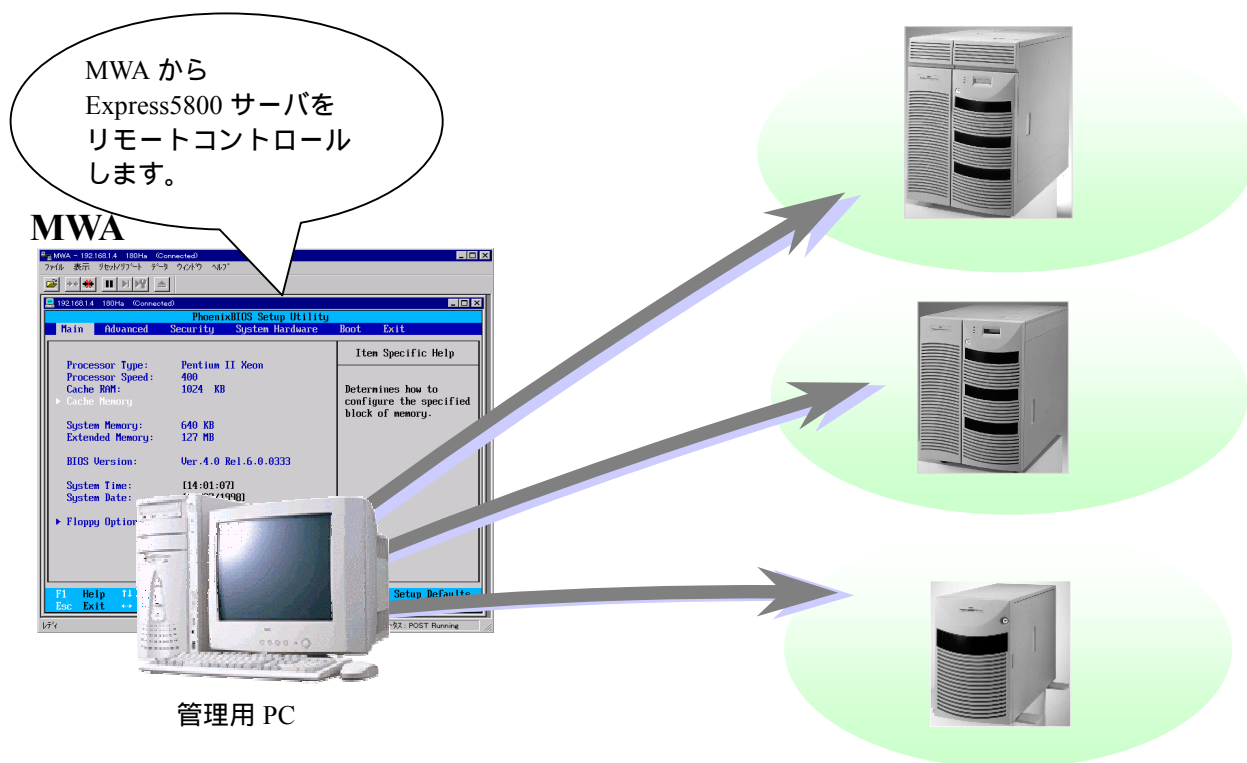 MWA から
Express5800 サーバを
リモートコントロール
します。
MWA
MWA - 192.168.1.4 180Ha (Connected)
ファイル 表示 リセット/リブート データ ウィンドウ ヘルプ
192.168.1.4 180Ha (Connected)
PhoenixBIOS Setup Utility
Main Advanced Security System Hardware Boot Exit
Item Specific Help
Processor Type: Pentium II Xeon
Processor Speed: 400
Cache RAM: 1024 KB
Determines how to
▶ Cache Memory
configure the specified
block of memory.
System Memory: 640 KB
Extended Memory: 127 MB
BIOS Version: Ver.4.0 Rel.6.0.0333
System Time: [14:01:07]
System Date: /1998]
▶ Floppy Option
F1 Help ↑↓ Setup Defaults
Esc Exit ↔
レディ POST Running
管理用 PC